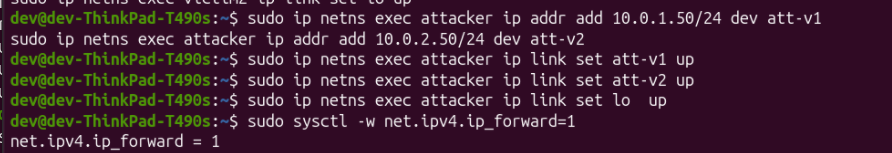 sudo ip netns exec victim2 ip link set lo up
dev@dev-ThinkPad-T490s:~$ sudo ip netns exec attacker ip addr add 10.0.1.50/24 dev att-v1
sudo ip netns exec attacker ip addr add 10.0.2.50/24 dev att-v2
dev@dev-ThinkPad-T490s:~$ sudo ip netns exec attacker ip link set att-v1 up
dev@dev-ThinkPad-T490s:~$ sudo ip netns exec attacker ip link set att-v2 up
dev@dev-ThinkPad-T490s:~$ sudo ip netns exec attacker ip link set lo  up
dev@dev-ThinkPad-T490s:~$ sudo sysctl -w net.ipv4.ip_forward=1
net.ipv4.ip_forward = 1